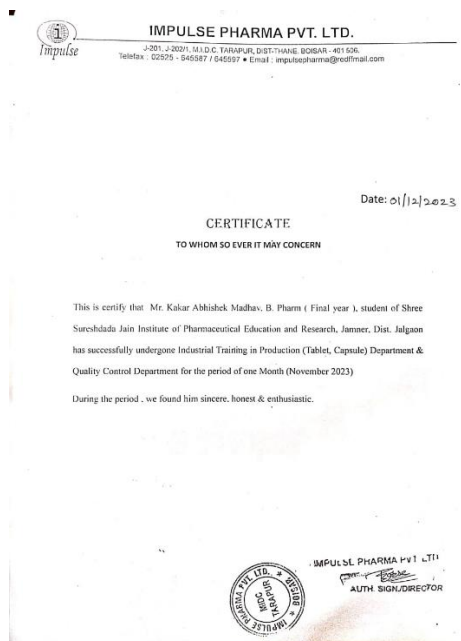 IMPULSE PHARMA PVT. LTD.
J-201, J-202/1, M.I.D.C. TARAPUR, DIST-THANE. BOISAR - 401 506.
Telefax : 02525 - 645587 / 645597 ■ Email : impulsepharma@rediffmail.com
Impulse
Date: 01/12/2023
CERTIFICATE
TO WHOM SO EVER IT MAY CONCERN
This is certify that Mr. Kakar Abhishek Madhav, B. Pharm ( Final year ), student of Shree
Sureshdada Jain Institute of Pharmaceutical Education and Research, Jamner, Dist. Jalgaon
has successfully undergone Industrial Training in Production (Tablet, Capsule) Department &
Quality Control Department for the period of one Month (November 2023)
During the period , we found him sincere, honest & enthusiastic.
IMPULSE PHARMA PVT LTD
AUTH. SIGN/DIRECTOR
IMPULSE PHARMA PVT. LTD. * BOISAR *
MIDC
TARAPUR